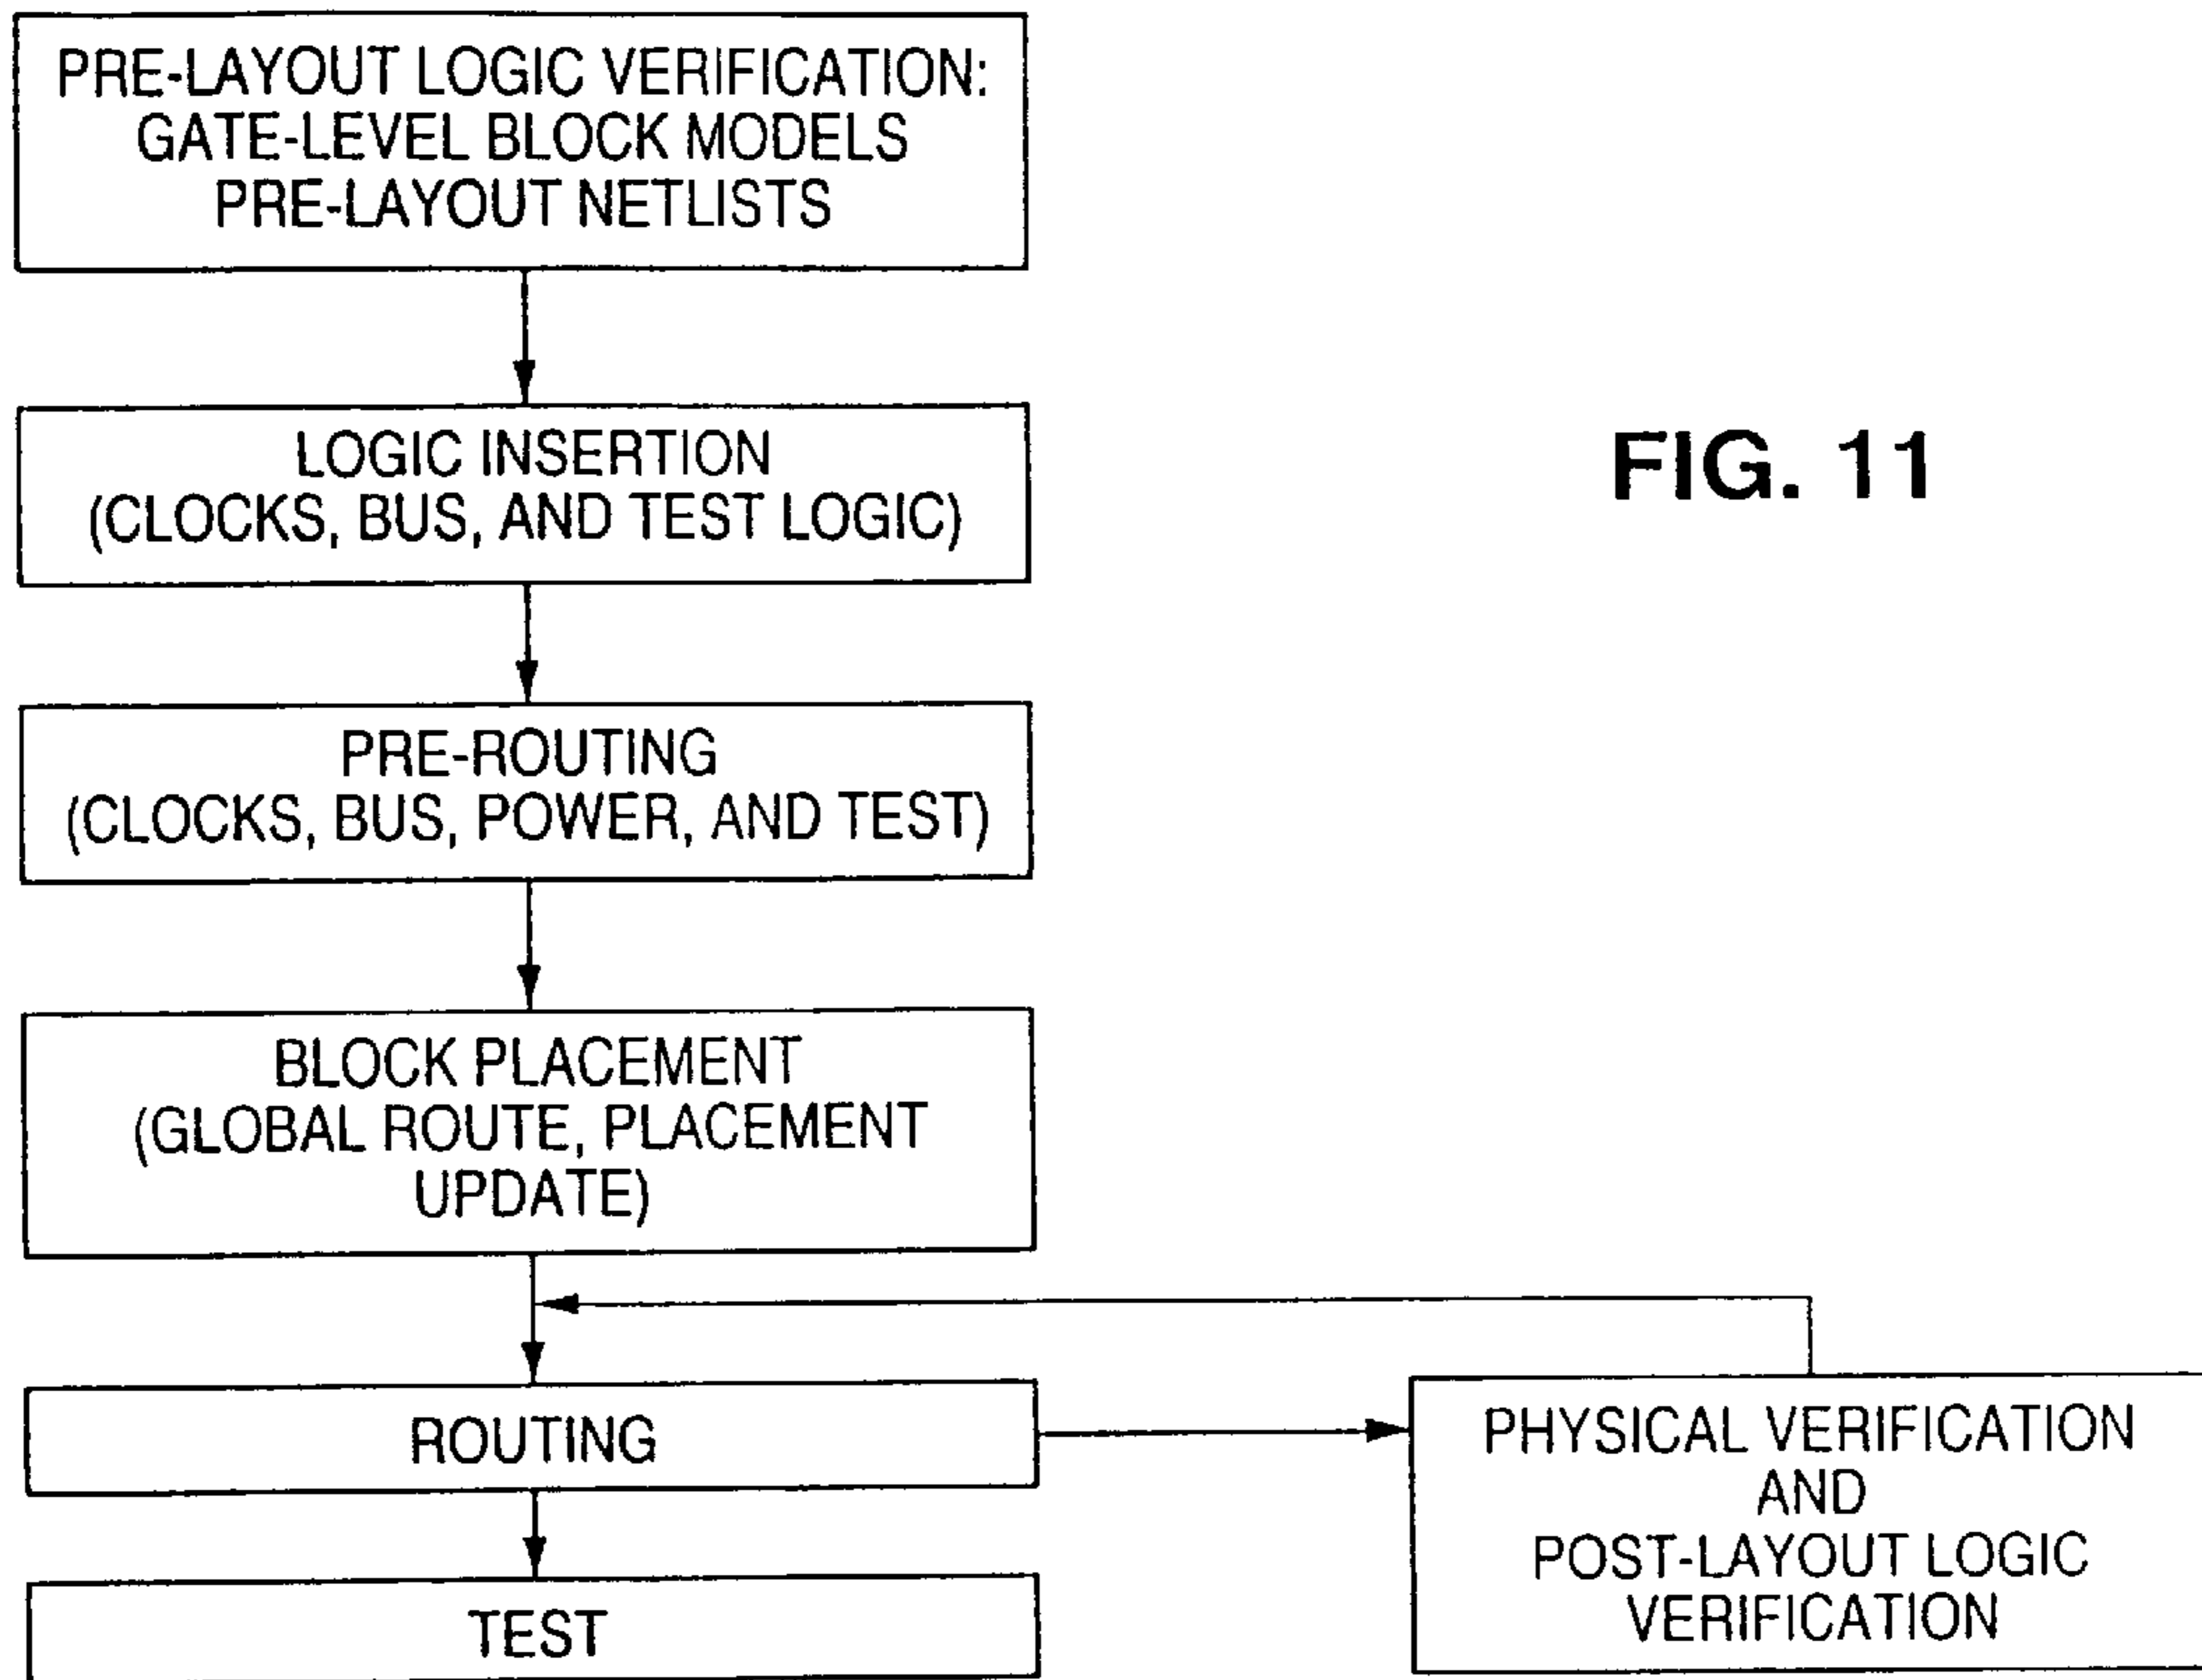 PRE-LAYOUT LOGIC VERIFICATION:
GATE-LEVEL BLOCK MODELS
PRE-LAYOUT NETLISTS
LOGIC INSERTION
(CLOCKS, BUS, AND TEST LOGIC)
FIG. 11
PRE-ROUTING
(CLOCKS, BUS, POWER, AND TEST)
BLOCK PLACEMENT
(GLOBAL ROUTE, PLACEMENT
UPDATE)
ROUTING
PHYSICAL VERIFICATION
AND
POST-LAYOUT LOGIC
VERIFICATION
TEST